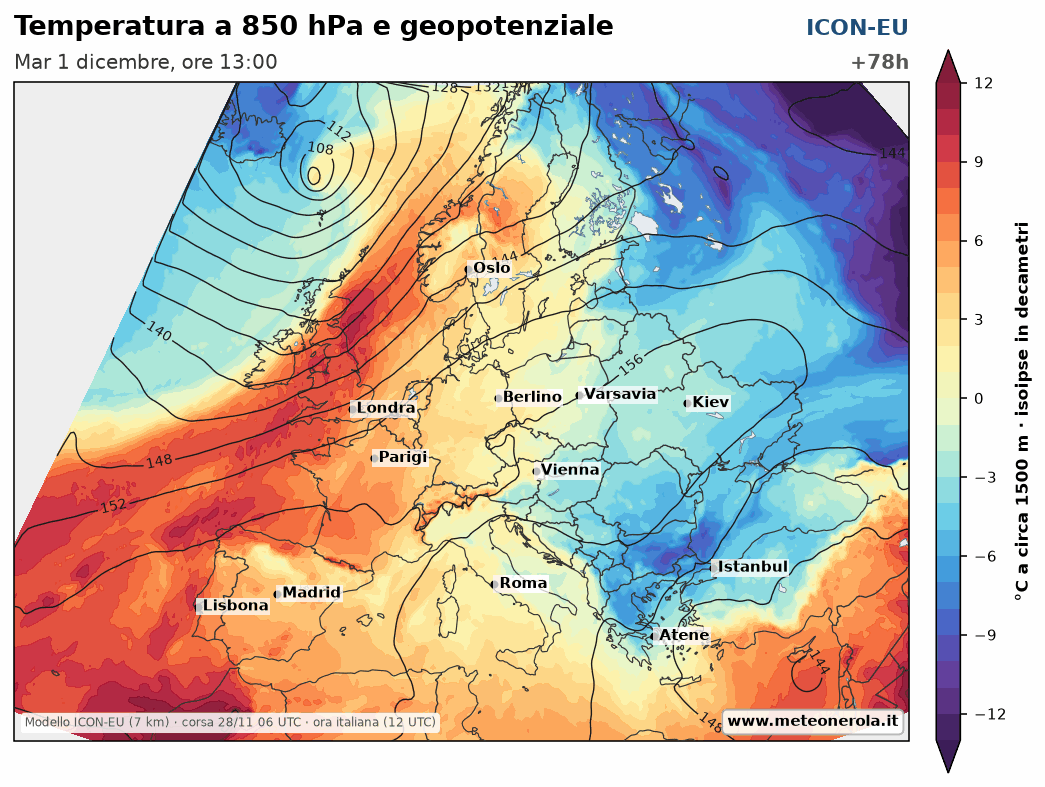 Temperatura a 850 hPa e geopotenziale
ICON-EU
Mar 1 dicembre, ore 13:00
+78h
128
132
112
108
144
144
Oslo
140
156
Berlino
Varsavia
Kiev
Londra
148
Parigi
Vienna
152
Istanbul
Roma
Madrid
Lisbona
Atene
144
148
Modello ICON-EU (7 km) · corsa 28/11 06 UTC · ora italiana (12 UTC)
www.meteonerola.it
12
9
6
3
0
−3
−6
−9
−12
°C a circa 1500 m · isoipse in decametri